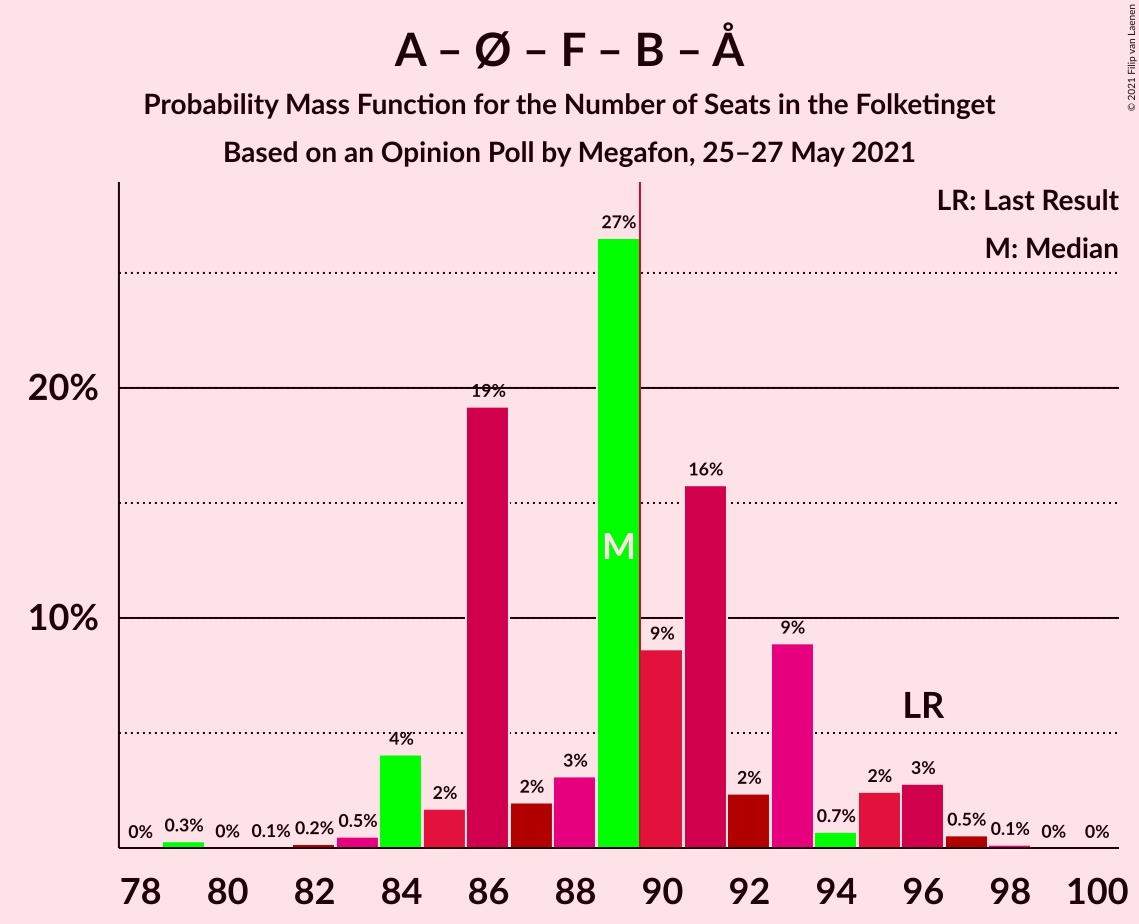 A – Ø – F – B – Å
Probability Mass Function for the Number of Seats in the Folketinget
Based on an Opinion Poll by Megafon, 25–27 May 2021
© 2021 Filip van Laenen
LR: Last Result
M: Median
20%
10%
0%
0.3%
0%
0.1%
0.2%
0.5%
4%
2%
19%
2%
3%
27%
M
9%
16%
2%
9%
0.7%
2%
3%
LR
0.5%
0.1%
0%
0%
78 80 82 84 86 88 90 92 94 96 98 100